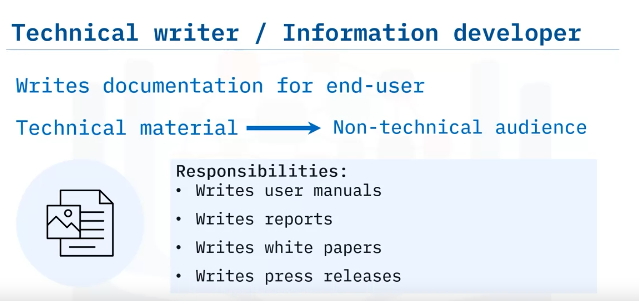 Technical writer / Information developer
Writes documentation for end-user
Technical material Non-technical audience
Responsibilities:
• Writes user manuals
• Writes reports
• Writes white papers
• Writes press releases